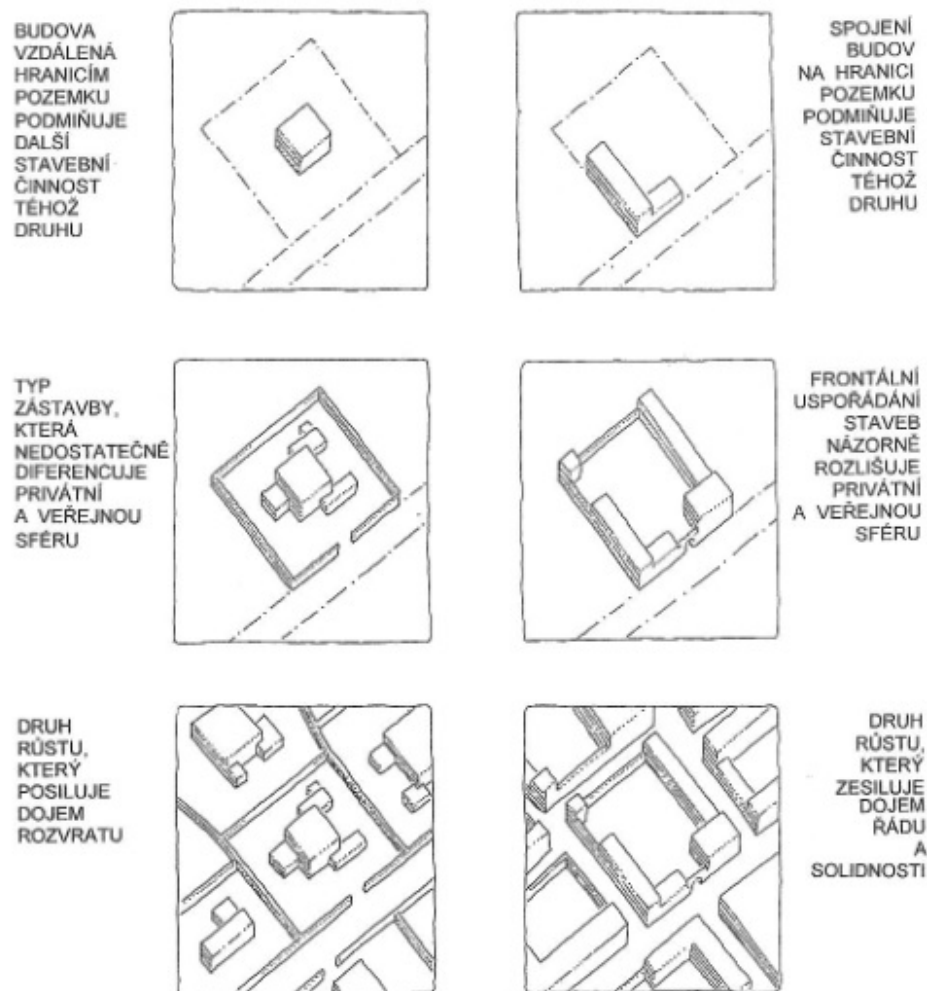 BUDOVA
VZDÁLENÁ
HRANICÍM
POZEMKU
PODMIŇUJE
DALŠÍ
STAVEBNÍ
ČINNOST
TÉHOŽ
DRUHU
SPOJENÍ
BUDOV
NA HRANICI
POZEMKU
PODMIŇUJE
STAVEBNÍ
ČINNOST
TÉHOŽ
DRUHU
TYP
ZÁSTAVBY,
KTERÁ
NEDOSTATEČNĚ
DIFERENCUJE
PRIVÁTNÍ
A VEŘEJNOU
SFÉRU
FRONTÁLNÍ
USPOŘÁDÁNÍ
STAVEB
NÁZORNĚ
ROZLIŠUJE
PRIVÁTNÍ
A VEŘEJNOU
SFÉRU
DRUH
RŮSTU,
KTERÝ
POSILUJE
DOJEM
ROZVRATU
DRUH
RŮSTU,
KTERÝ
ZESILUJE
DOJEM
ŘÁDU
A
SOLIDNOSTI